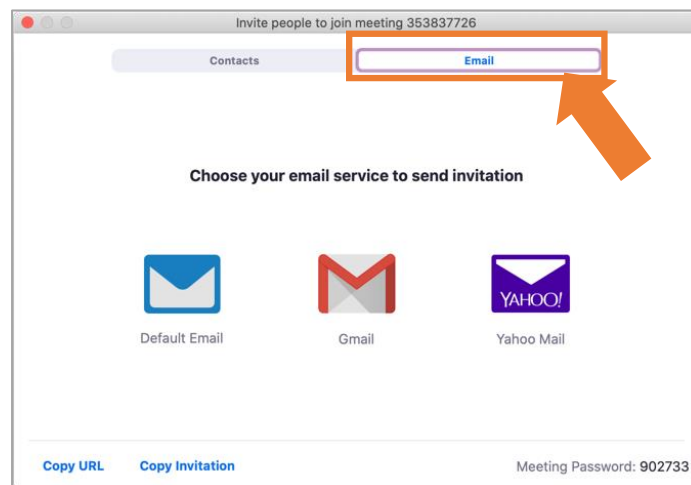 Invite people to join meeting 353837726
Contacts Email
Choose your email service to send invitation
YAHOO!
Default Email Gmail Yahoo Mail
Copy URL Copy Invitation Meeting Password: 902733